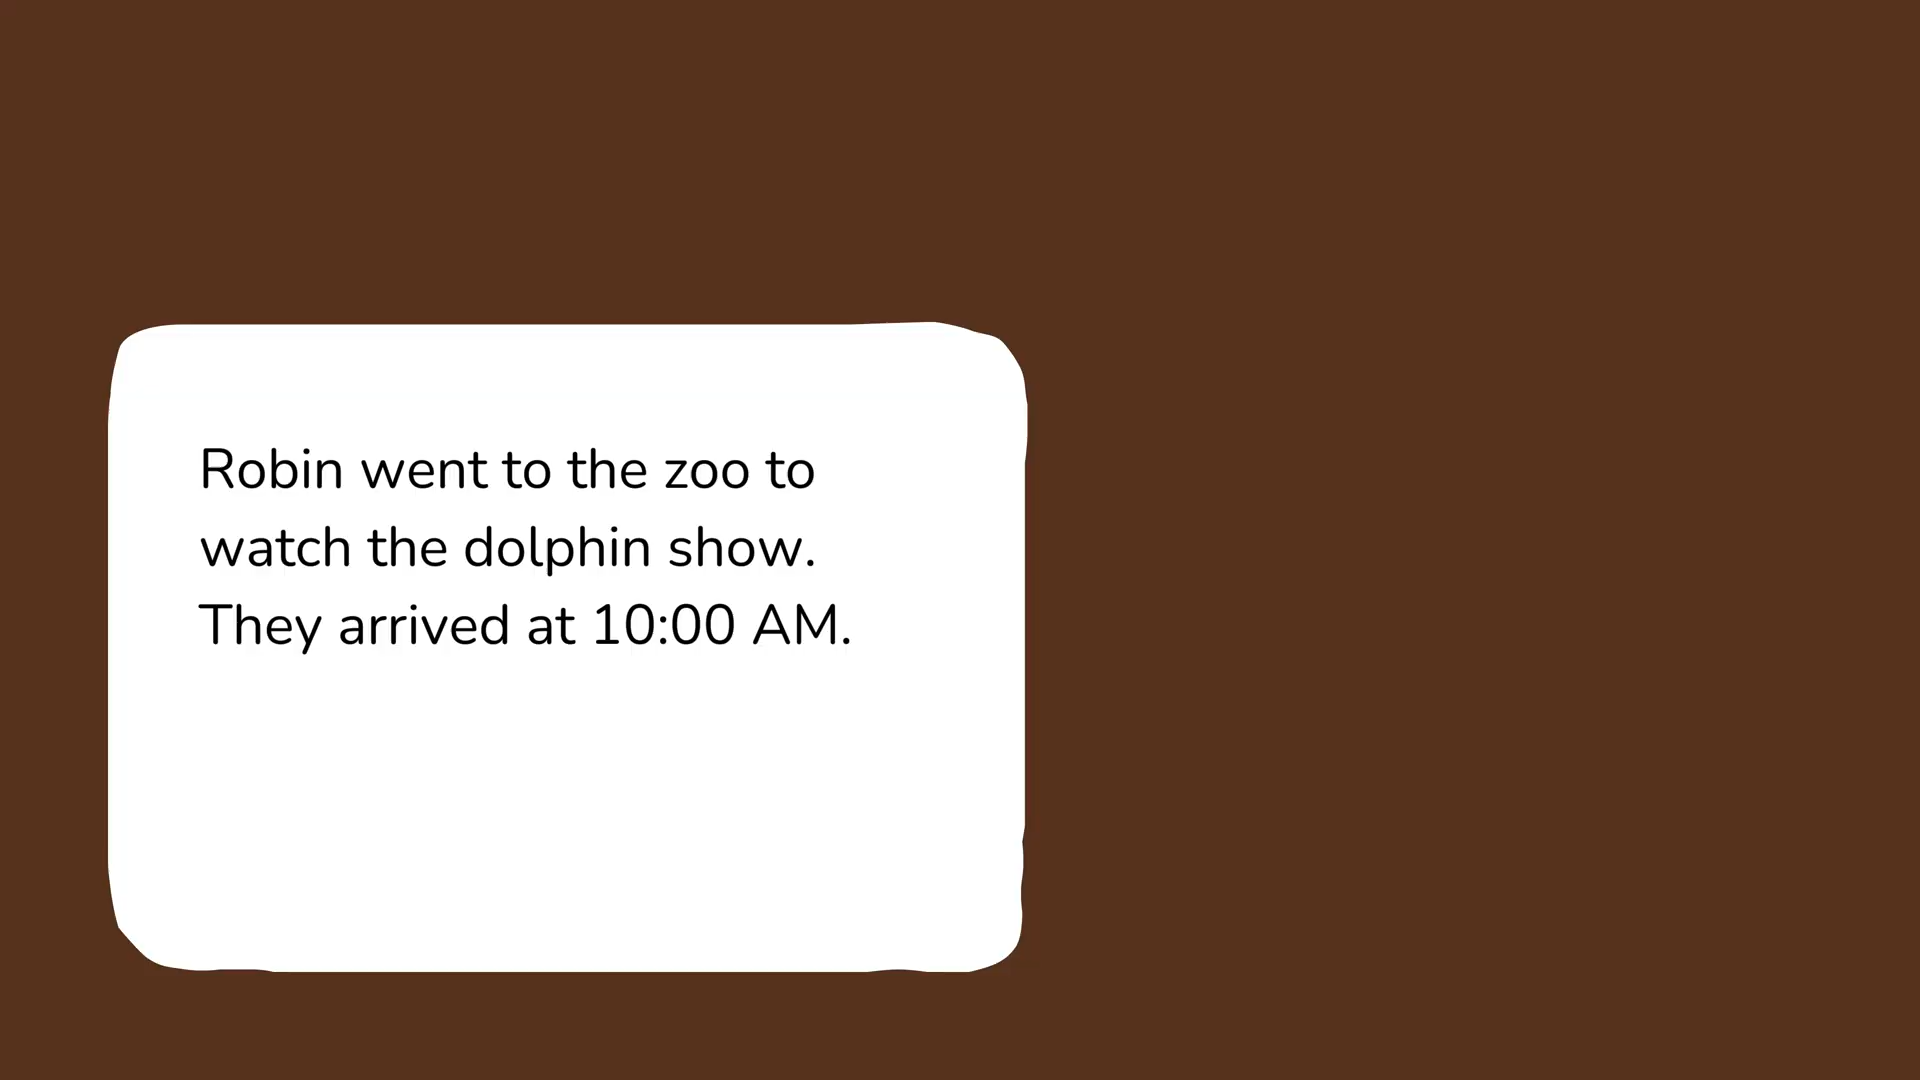 Robin went to the zoo to
watch the dolphin show.
They arrived at 10:00 AM.